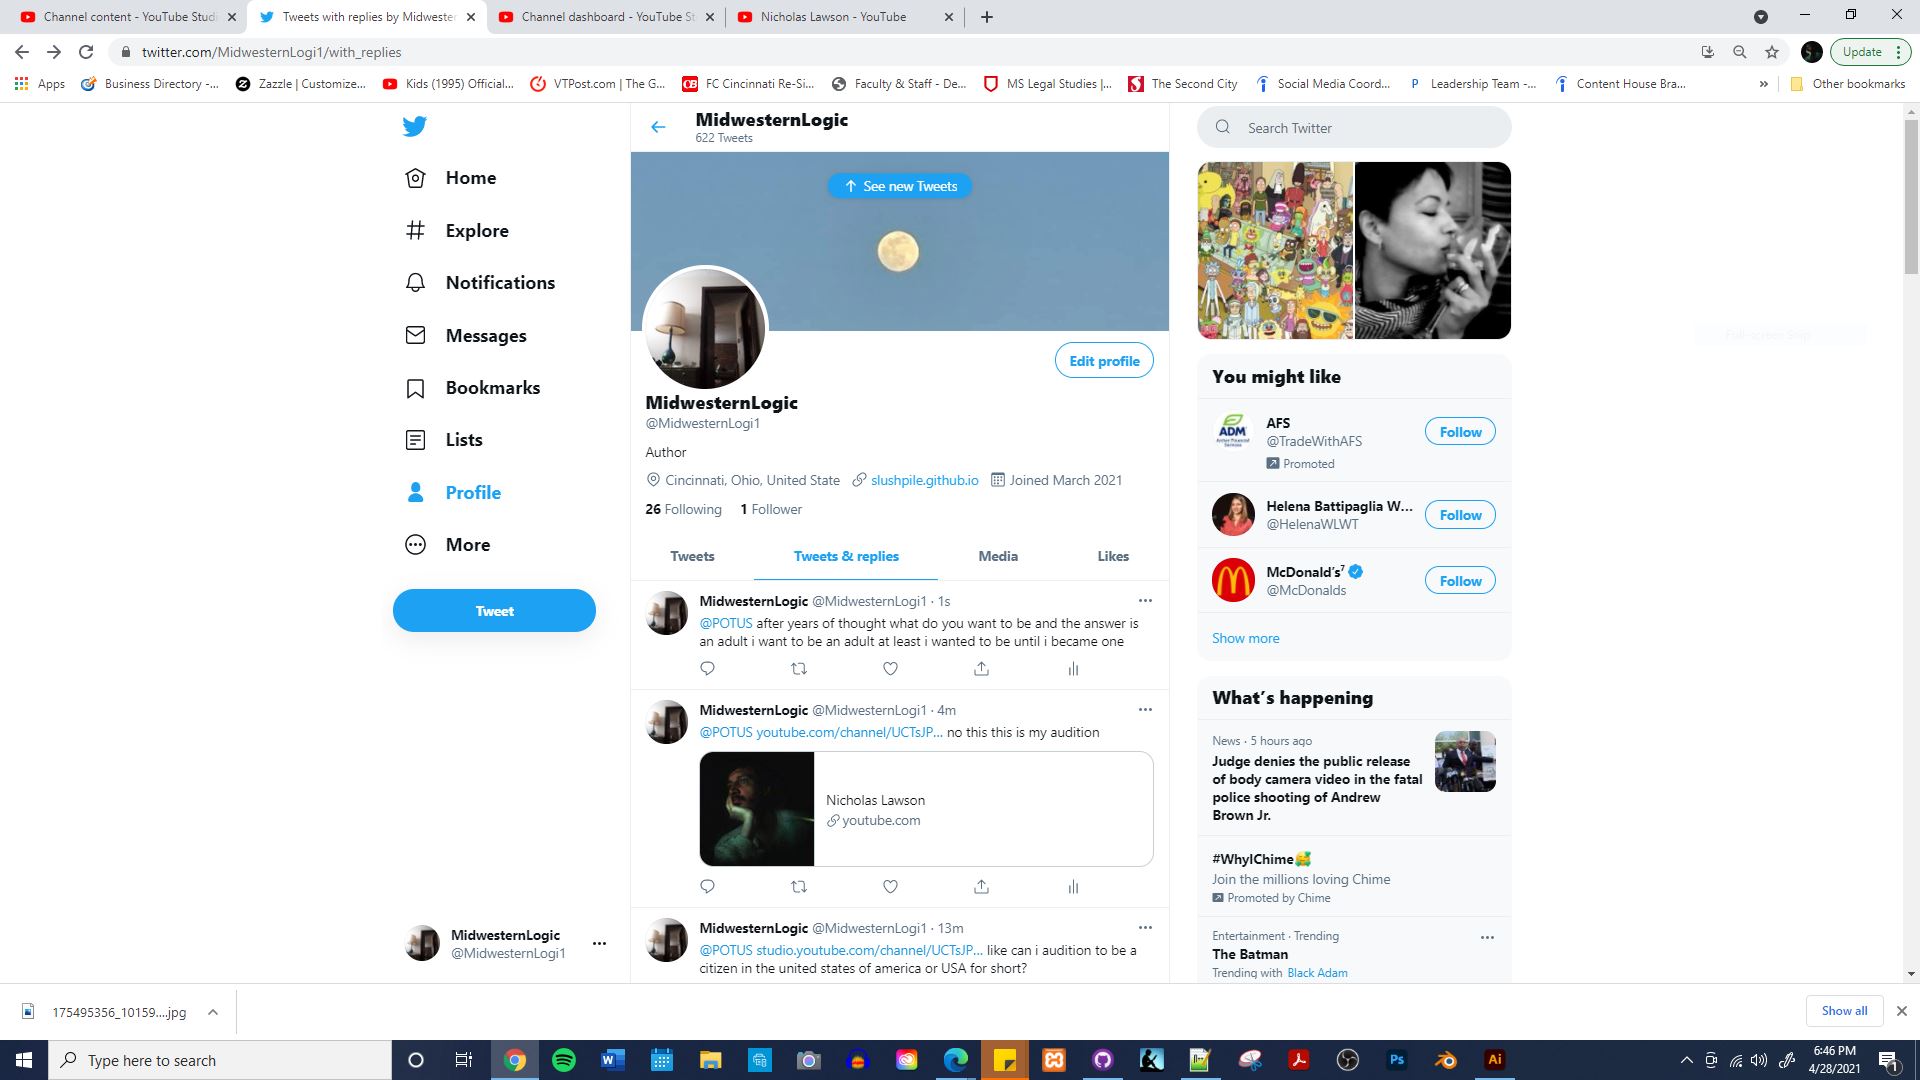 Channel content - YouTube Studi
Tweets with replies by Midwester
Channel dashboard - YouTube St
Nicholas Lawson - YouTube
twitter.com/MidwesternLogi1/with_replies
Update
Apps
Business Directory -...
Zazzle | Customize...
Kids (1995) Official...
VTPost.com | The G...
FC Cincinnati Re-Si...
Faculty & Staff - De...
MS Legal Studies |...
The Second City
Social Media Coord...
Leadership Team -...
Content House Bra...
»
Other bookmarks
Home
Explore
Notifications
Messages
Bookmarks
Lists
Profile
More
Tweet
MidwesternLogic
@MidwesternLogi1
MidwesternLogic
622 Tweets
See new Tweets
Edit profile
MidwesternLogic
@MidwesternLogi1
Author
Cincinnati, Ohio, United State slushpile.github.io Joined March 2021
26 Following 1 Follower
Tweets Tweets & replies Media Likes
MidwesternLogic @MidwesternLogi1 · 1s
@POTUS after years of thought what do you want to be and the answer is
an adult i want to be an adult at least i wanted to be until i became one
MidwesternLogic @MidwesternLogi1 · 4m
@POTUS youtube.com/channel/UCTsJP... no this this is my audition
Nicholas Lawson
youtube.com
MidwesternLogic @MidwesternLogi1 · 13m
@POTUS studio.youtube.com/channel/UCTsJP... like can i audition to be a
citizen in the united states of america or USA for short?
Search Twitter
You might like
AFS
@TradeWithAFS
Promoted
Follow
ADM
Helena Battipaglia W...
@HelenaWLWT
Follow
McDonald's⁷
@McDonalds
Follow
Show more
What's happening
News · 5 hours ago
Judge denies the public release
of body camera video in the fatal
police shooting of Andrew
Brown Jr.
#WhyIChime🥰
Join the millions loving Chime
Promoted by Chime
Entertainment · Trending
The Batman
Trending with Black Adam
175495356_10159....jpg
Show all
Type here to search
6:46 PM
4/28/2021